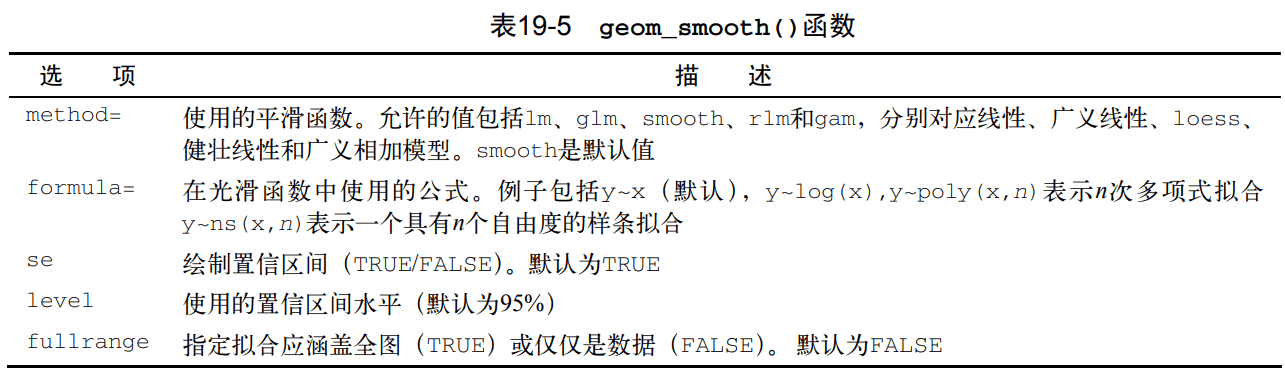 表19-5 geom_smooth()函数
选 项 描 述
method= 使用的平滑函数。允许的值包括lm、glm、smooth、rlm和gam，分别对应线性、广义线性、loess、
健壮线性和广义相加模型。smooth是默认值
formula= 在光滑函数中使用的公式。例子包括y~x（默认），y~log(x),y~poly(x,n)表示n次多项式拟合
y~ns(x,n)表示一个具有n个自由度的样条拟合
se 绘制置信区间（TRUE/FALSE）。默认为TRUE
level 使用的置信区间水平（默认为95%）
fullrange 指定拟合应涵盖全图（TRUE）或仅仅是数据（FALSE）。 默认为FALSE